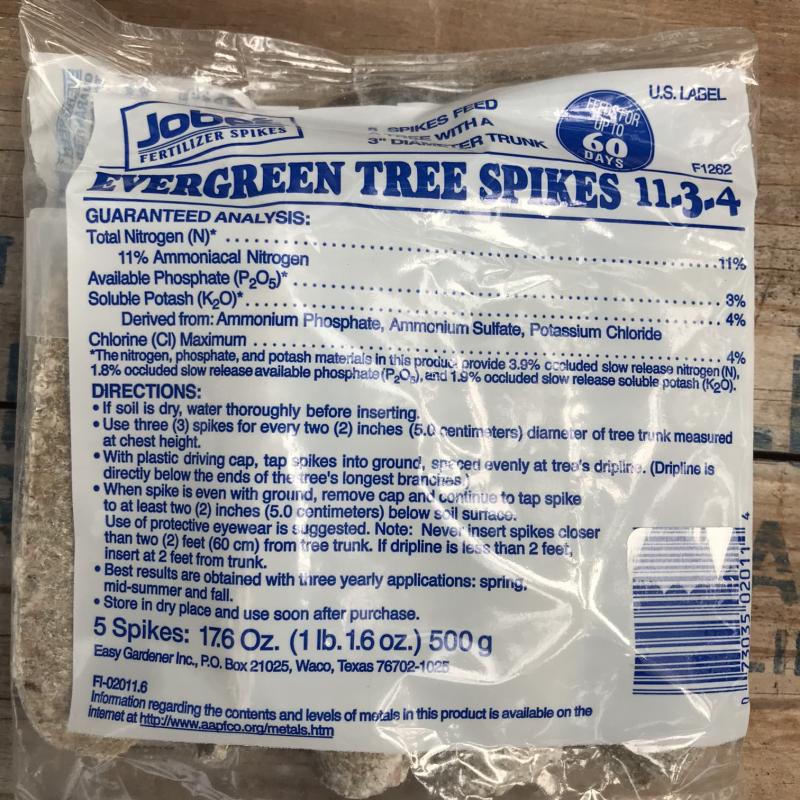 U.S. LABEL
Jobe's
FERTILIZER SPIKES
5 SPIKES FEED
A TREE WITH A
3" DIAMETER TRUNK
FEEDS FOR
UP TO
60
DAYS
F1262
EVERGREEN TREE SPIKES 11-3-4
GUARANTEED ANALYSIS:
Total Nitrogen (N)* ........ 11%
11% Ammoniacal Nitrogen
Available Phosphate (P₂O₅)* ........ 3%
Soluble Potash (K₂O)* ........ 4%
Derived from: Ammonium Phosphate, Ammonium Sulfate, Potassium Chloride
Chlorine (Cl) Maximum ........ 4%
*The nitrogen, phosphate, and potash materials in this product provide 3.9% occluded slow release nitrogen (N),
1.8% occluded slow release available phosphate (P₂O₅), and 1.9% occluded slow release soluble potash (K₂O).
DIRECTIONS:
• If soil is dry, water thoroughly before inserting.
• Use three (3) spikes for every two (2) inches (5.0 centimeters) diameter of tree trunk measured
at chest height.
• With plastic driving cap, tap spikes into ground, spaced evenly at tree's dripline. (Dripline is
directly below the ends of the tree's longest branches.)
• When spike is even with ground, remove cap and continue to tap spike
to at least two (2) inches (5.0 centimeters) below soil surface.
Use of protective eyewear is suggested. Note: Never insert spikes closer
than two (2) feet (60 cm) from tree trunk. If dripline is less than 2 feet,
insert at 2 feet from trunk.
• Best results are obtained with three yearly applications: spring,
mid-summer and fall.
• Store in dry place and use soon after purchase.
5 Spikes: 17.6 Oz. (1 lb. 1.6 oz.) 500 g
Easy Gardener Inc., P.O. Box 21025, Waco, Texas 76702-1025
FI-02011.6
Information regarding the contents and levels of metals in this product is available on the
internet at http://www.aapfco.org/metals.htm
0 73035 02011 4